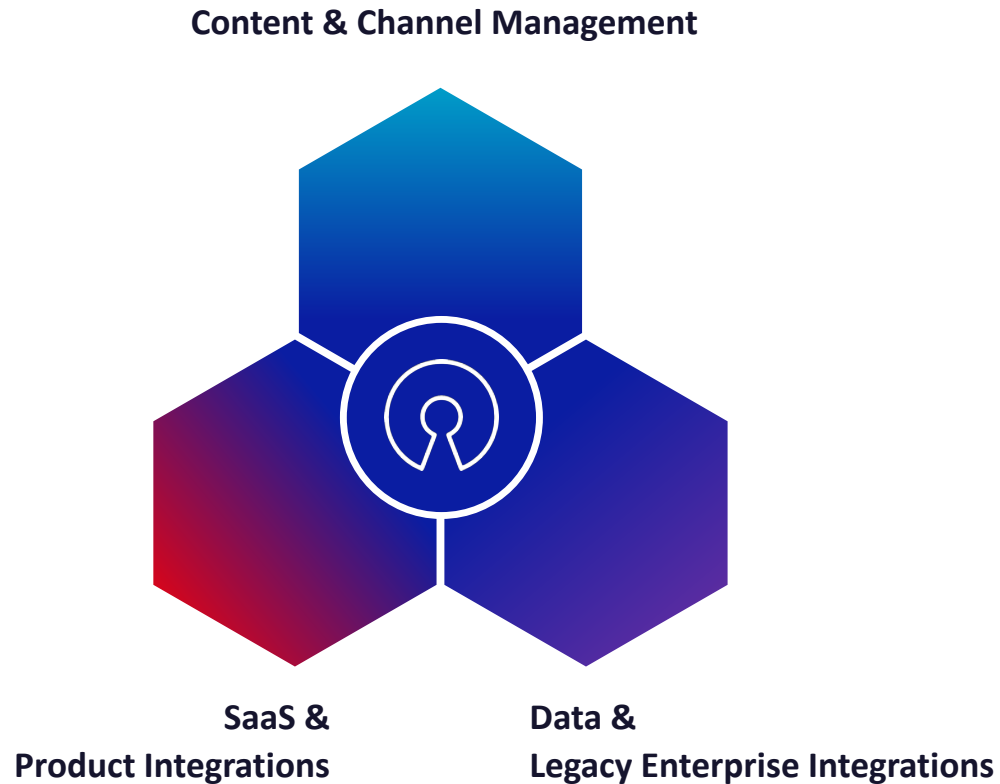 Content & Channel Management
SaaS &
Product Integrations
Data &
Legacy Enterprise Integrations